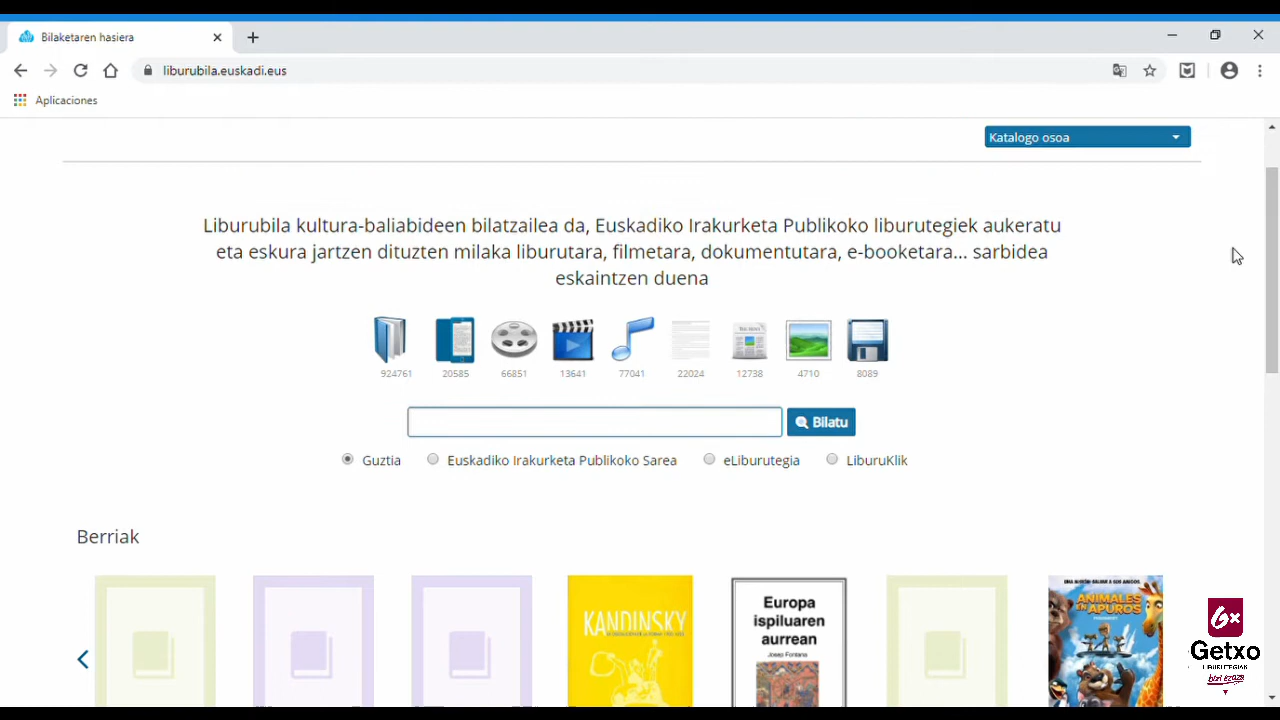 Bilaketaren hasiera
liburubila.euskadi.eus
Aplicaciones
Katalogo osoa
Liburubila kultura-baliabideen bilatzailea da, Euskadiko Irakurketa Publikoko liburutegiek aukeratu
eta eskura jartzen dituzten milaka liburutara, filmetara, dokumentutara, e-booketara... sarbidea
eskaintzen duena
924761 20585 66851 13641 77041 22024 12738 4710 8089
Bilatu
Guztia Euskadiko Irakurketa Publikoko Sarea eLiburutegia LiburuKlik
Berriak
KANDINSKY
Europa
ispiluaren
aurrean
Josep Fontana
ANIMALES
EN APUROS
Getxo
LIBURUTEGIAK